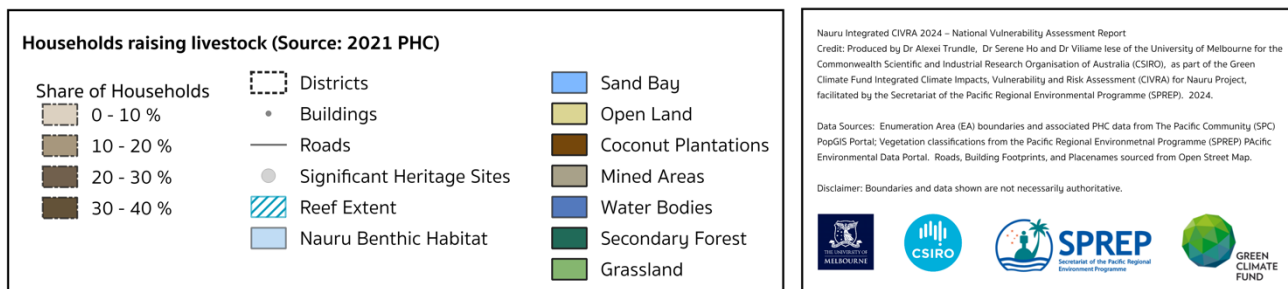 Households raising livestock (Source: 2021 PHC)
Share of Households
0 - 10 %
10 - 20 %
20 - 30 %
30 - 40 %
Districts
Buildings
Roads
Significant Heritage Sites
Reef Extent
Nauru Benthic Habitat
Sand Bay
Open Land
Coconut Plantations
Mined Areas
Water Bodies
Secondary Forest
Grassland
Nauru Integrated CIVRA 2024 – National Vulnerability Assessment Report
Credit: Produced by Dr Alexei Trundle, Dr Serene Ho and Dr Viliame Iese of the University of Melbourne for the
Commonwealth Scientific and Industrial Research Organisation of Australia (CSIRO), as part of the Green
Climate Fund Integrated Climate Impacts, Vulnerability and Risk Assessment (CIVRA) for Nauru Project,
facilitated by the Secretariat of the Pacific Regional Environmental Programme (SPREP). 2024.
Data Sources: Enumeration Area (EA) boundaries and associated PHC data from The Pacific Community (SPC)
PopGIS Portal; Vegetation classifications from the Pacific Regional Environmetnal Programme (SPREP) PAcific
Environmental Data Portal. Roads, Building Footprints, and Placenames sourced from Open Street Map.
Disclaimer: Boundaries and data shown are not necessarily authoritative.
THE UNIVERSITY OF
MELBOURNE
CSIRO
SPREP
Secretariat of the Pacific Regional
Environment Programme
GREEN
CLIMATE
FUND